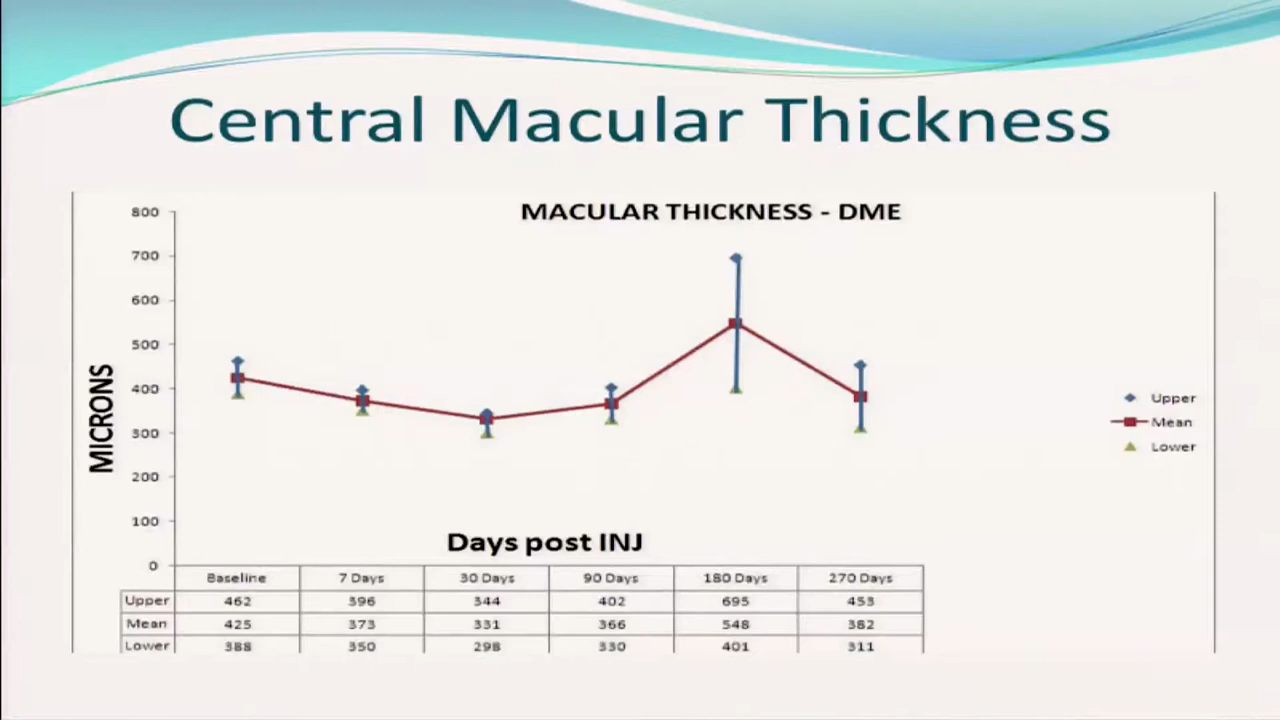 Central Macular Thickness
MACULAR THICKNESS - DME
800
700
600
500
400
300
200
100
0
MICRONS
Upper
Mean
Lower
Days post INJ
Baseline 7 Days 30 Days 90 Days 180 Days 270 Days
Upper 462 396 344 402 695 453
Mean 425 373 331 366 548 382
Lower 388 350 298 330 401 311